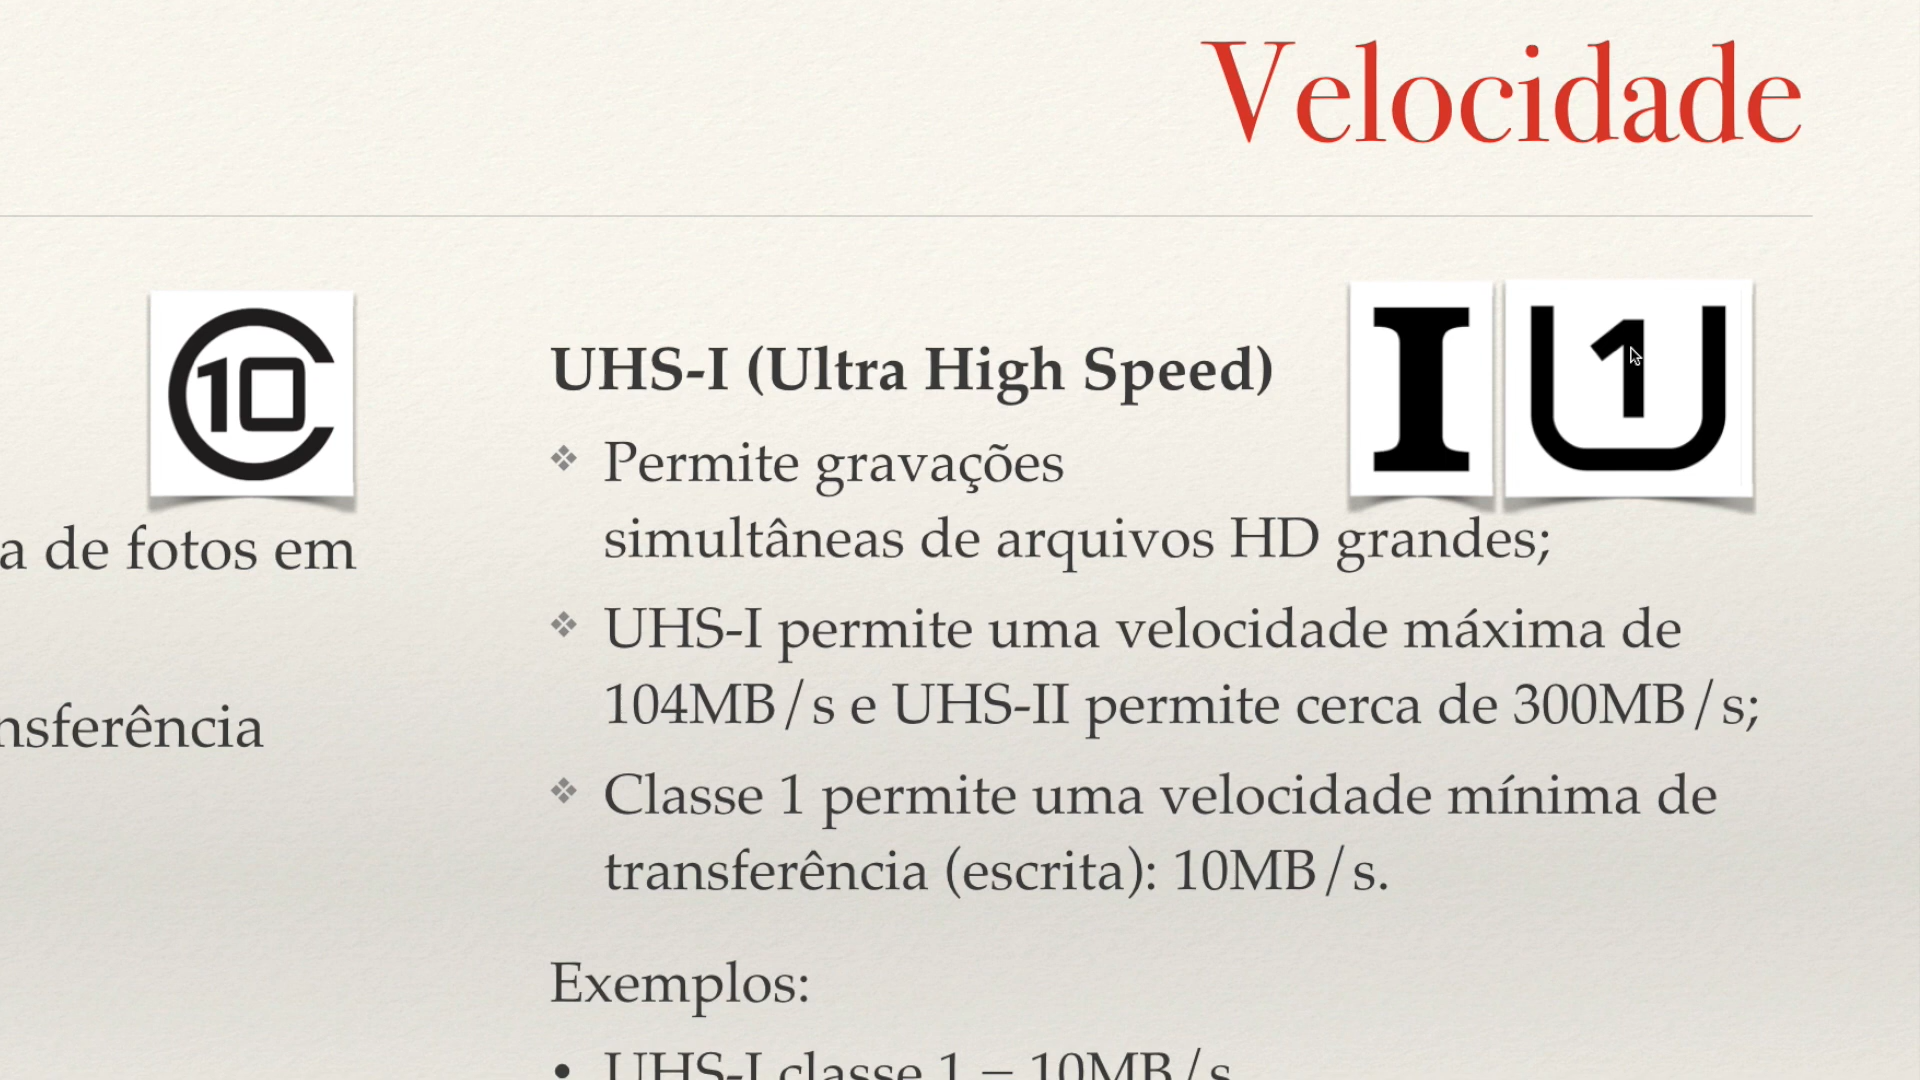 Velocidade
10
a de fotos em
nsferência
UHS-I (Ultra High Speed)
I
1
Permite gravações
simultâneas de arquivos HD grandes;
UHS-I permite uma velocidade máxima de
104MB/s e UHS-II permite cerca de 300MB/s;
Classe 1 permite uma velocidade mínima de
transferência (escrita): 10MB/s.
Exemplos:
• UHS-I classe 1 – 10MB/s